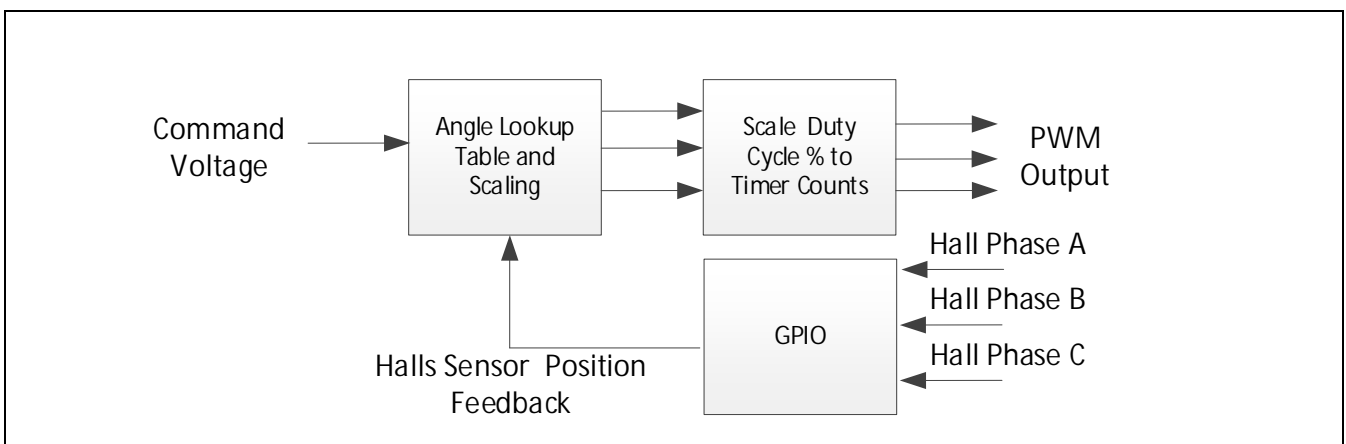 Command
Voltage
Angle Lookup
Table and
Scaling
Scale Duty
Cycle % to
Timer Counts
PWM
Output
Hall Phase A
Hall Phase B
Hall Phase C
GPIO
Halls Sensor Position
Feedback